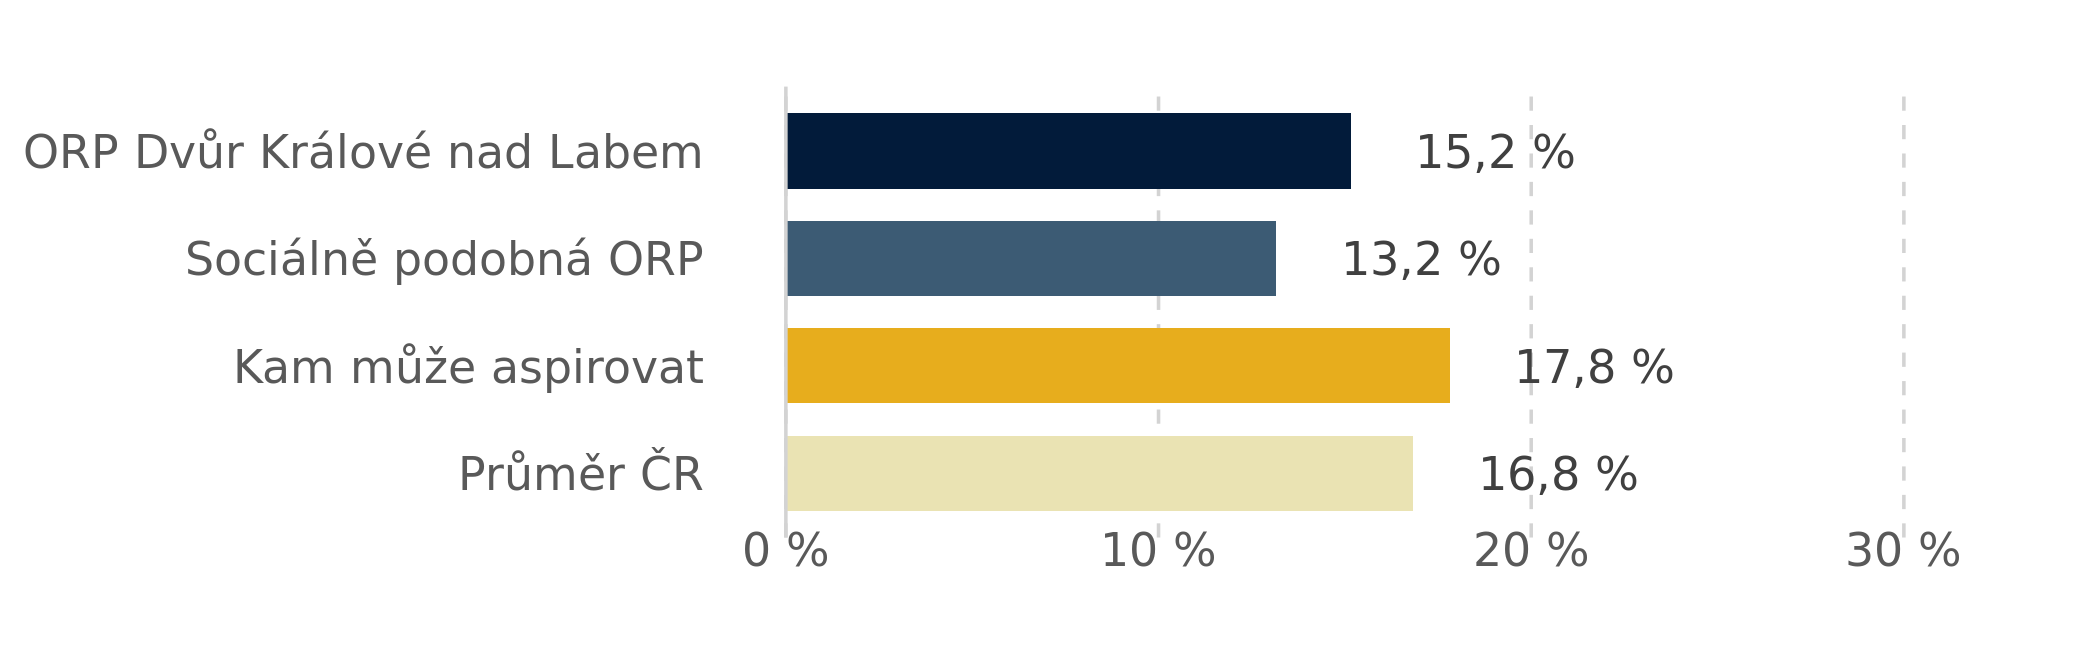 ORP Dvůr Králové nad Labem 15,2 %
Sociálně podobná ORP 13,2 %
Kam může aspirovat 17,8 %
Průměr ČR 16,8 %
0 % 10 % 20 % 30 %